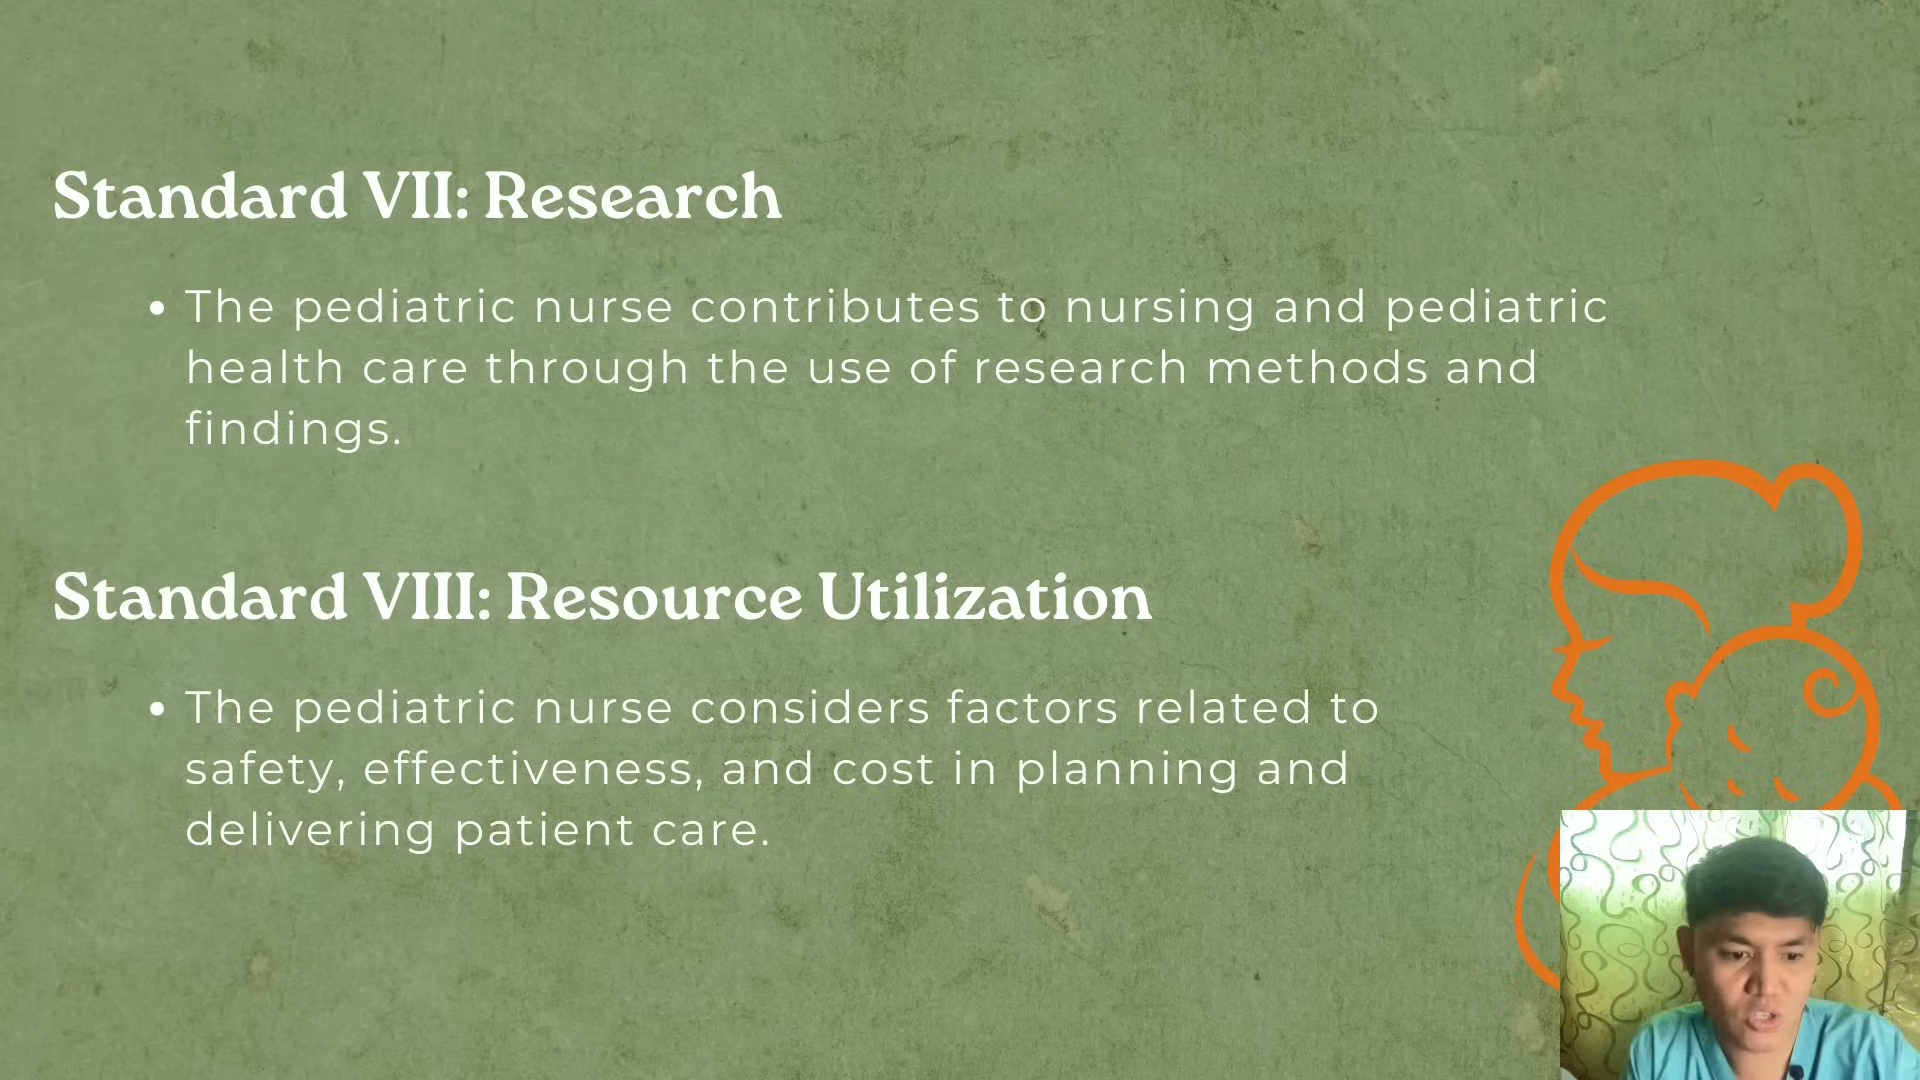 Standard VII: Research
• The pediatric nurse contributes to nursing and pediatric
health care through the use of research methods and
findings.
Standard VIII: Resource Utilization
• The pediatric nurse considers factors related to
safety, effectiveness, and cost in planning and
delivering patient care.